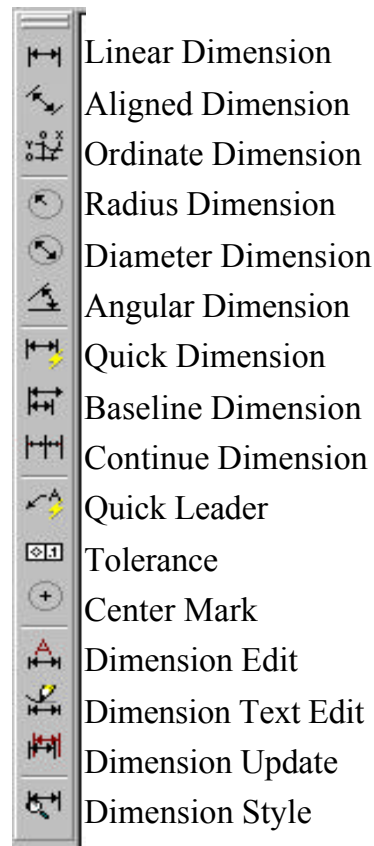 Linear Dimension
Aligned Dimension
Ordinate Dimension
Radius Dimension
Diameter Dimension
Angular Dimension
Quick Dimension
Baseline Dimension
Continue Dimension
Quick Leader
Tolerance
Center Mark
Dimension Edit
Dimension Text Edit
Dimension Update
Dimension Style